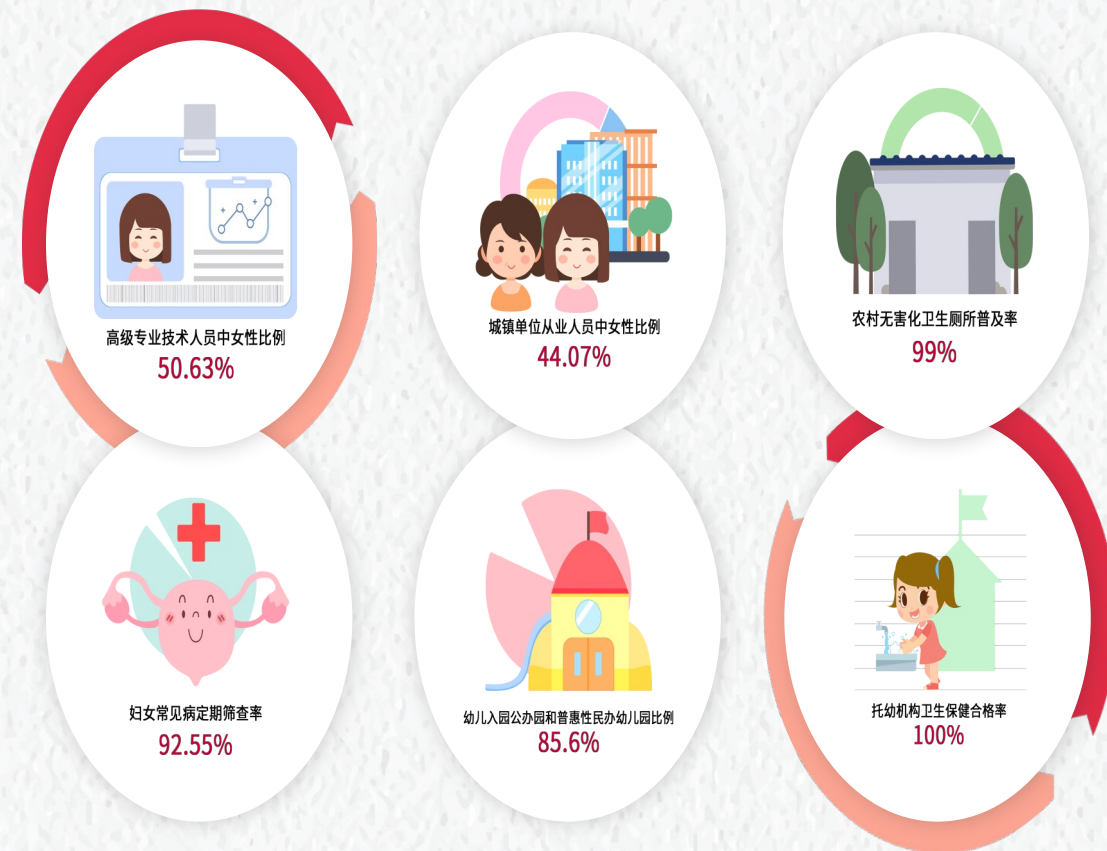 高级专业技术人员中女性比例
50.63%
城镇单位从业人员中女性比例
44.07%
农村无害化卫生厕所普及率
99%
妇女常见病定期筛查率
92.55%
幼儿入园公办园和普惠性民办幼儿园比例
85.6%
托幼机构卫生保健合格率
100%